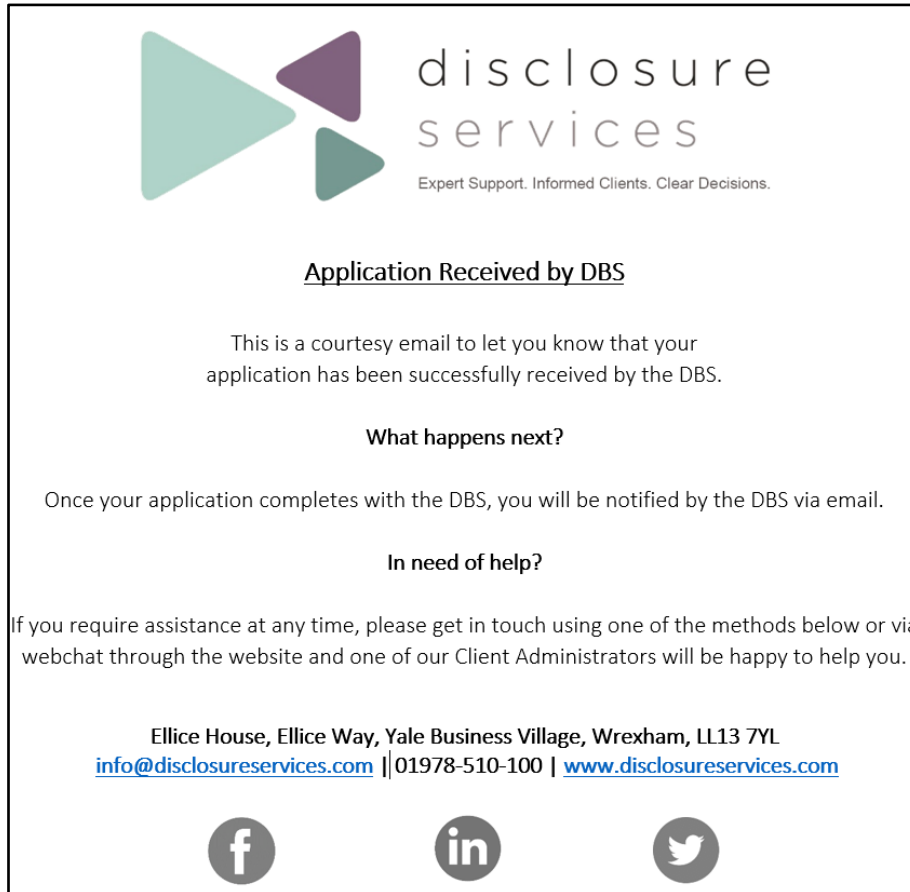 disclosure
services
Expert Support. Informed Clients. Clear Decisions.
Application Received by DBS
This is a courtesy email to let you know that your
application has been successfully received by the DBS.
What happens next?
Once your application completes with the DBS, you will be notified by the DBS via email.
In need of help?
If you require assistance at any time, please get in touch using one of the methods below or via
webchat through the website and one of our Client Administrators will be happy to help you.
Ellice House, Ellice Way, Yale Business Village, Wrexham, LL13 7YL
info@disclosureservices.com | 01978-510-100 | www.disclosureservices.com
f in